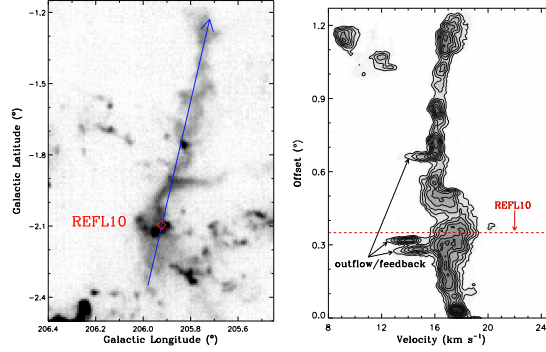 -1.2
-1.5
-1.8
-2.1
-2.4
Galactic Latitude (°)
REFL10
206.4 206.2 206.0 205.8 205.6
Galactic Longitude (°)
1.2
0.9
0.6
0.3
0.0
Offset (°)
REFL10
outflow/feedback
8 12 16 20 24
Velocity (km s⁻¹)